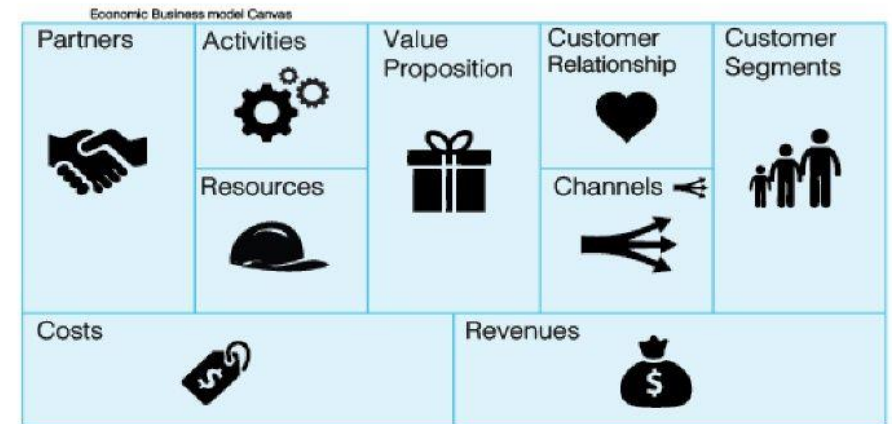 Economic Business model Canvas
Partners
Activities
Value
Proposition
Customer
Relationship
Customer
Segments
Resources
Channels
Costs
$
Revenues
$